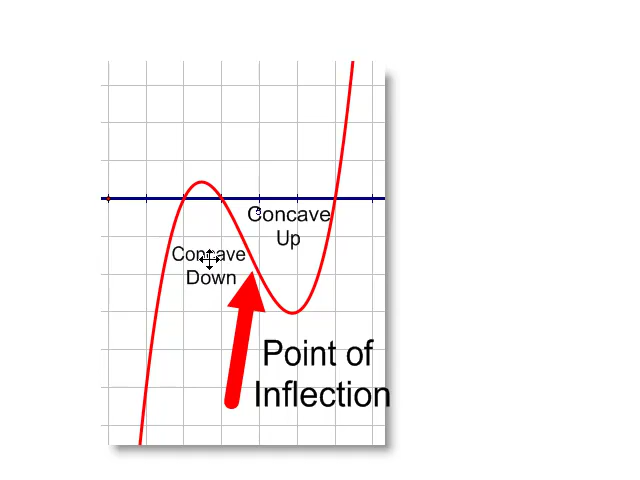 Concave
Up
Concave
Down
Point of
Inflection